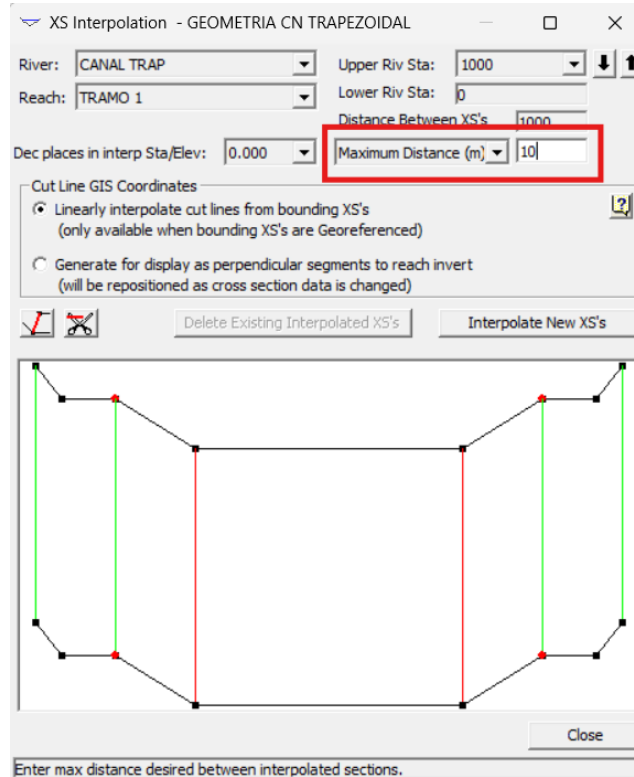 XS Interpolation - GEOMETRIA CN TRAPEZOIDAL
River: CANAL TRAP Upper Riv Sta: 1000
Reach: TRAMO 1 Lower Riv Sta: 0
Distance Between XS's 1000
Dec places in interp Sta/Elev: 0.000 Maximum Distance (m) 10
Cut Line GIS Coordinates
Linearly interpolate cut lines from bounding XS's
(only available when bounding XS's are Georeferenced)
Generate for display as perpendicular segments to reach invert
(will be repositioned as cross section data is changed)
Delete Existing Interpolated XS's Interpolate New XS's
Close
Enter max distance desired between interpolated sections.